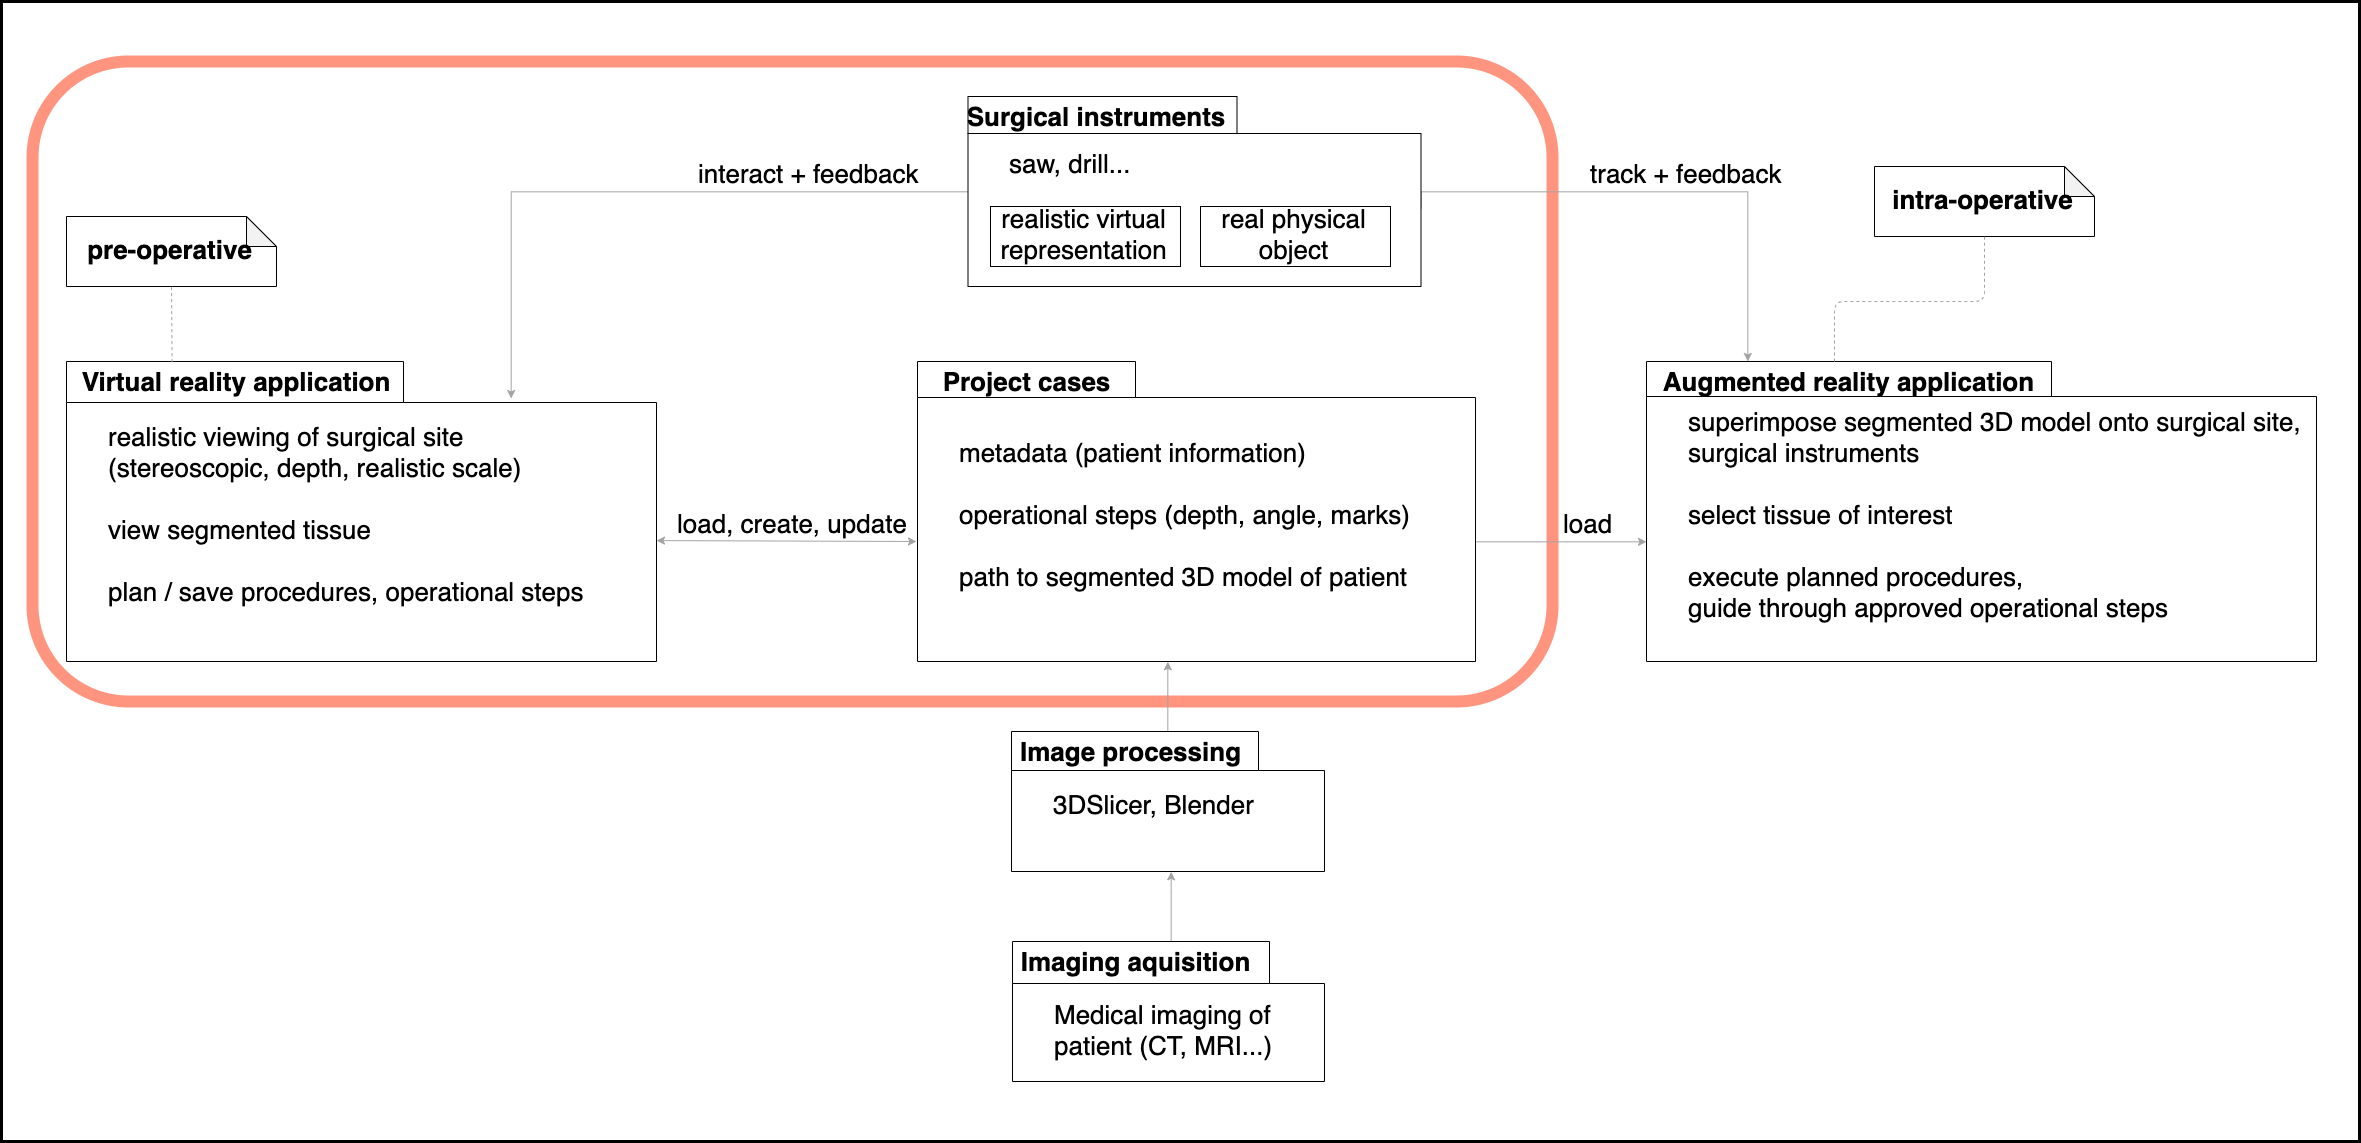 Surgical instruments
saw, drill...
realistic virtual
representation
real physical
object
interact + feedback
track + feedback
pre-operative
intra-operative
Virtual reality application
realistic viewing of surgical site
(stereoscopic, depth, realistic scale)
view segmented tissue
plan / save procedures, operational steps
load, create, update
Project cases
metadata (patient information)
operational steps (depth, angle, marks)
path to segmented 3D model of patient
load
Augmented reality application
superimpose segmented 3D model onto surgical site,
surgical instruments
select tissue of interest
execute planned procedures,
guide through approved operational steps
Image processing
3DSlicer, Blender
Imaging aquisition
Medical imaging of
patient (CT, MRI...)